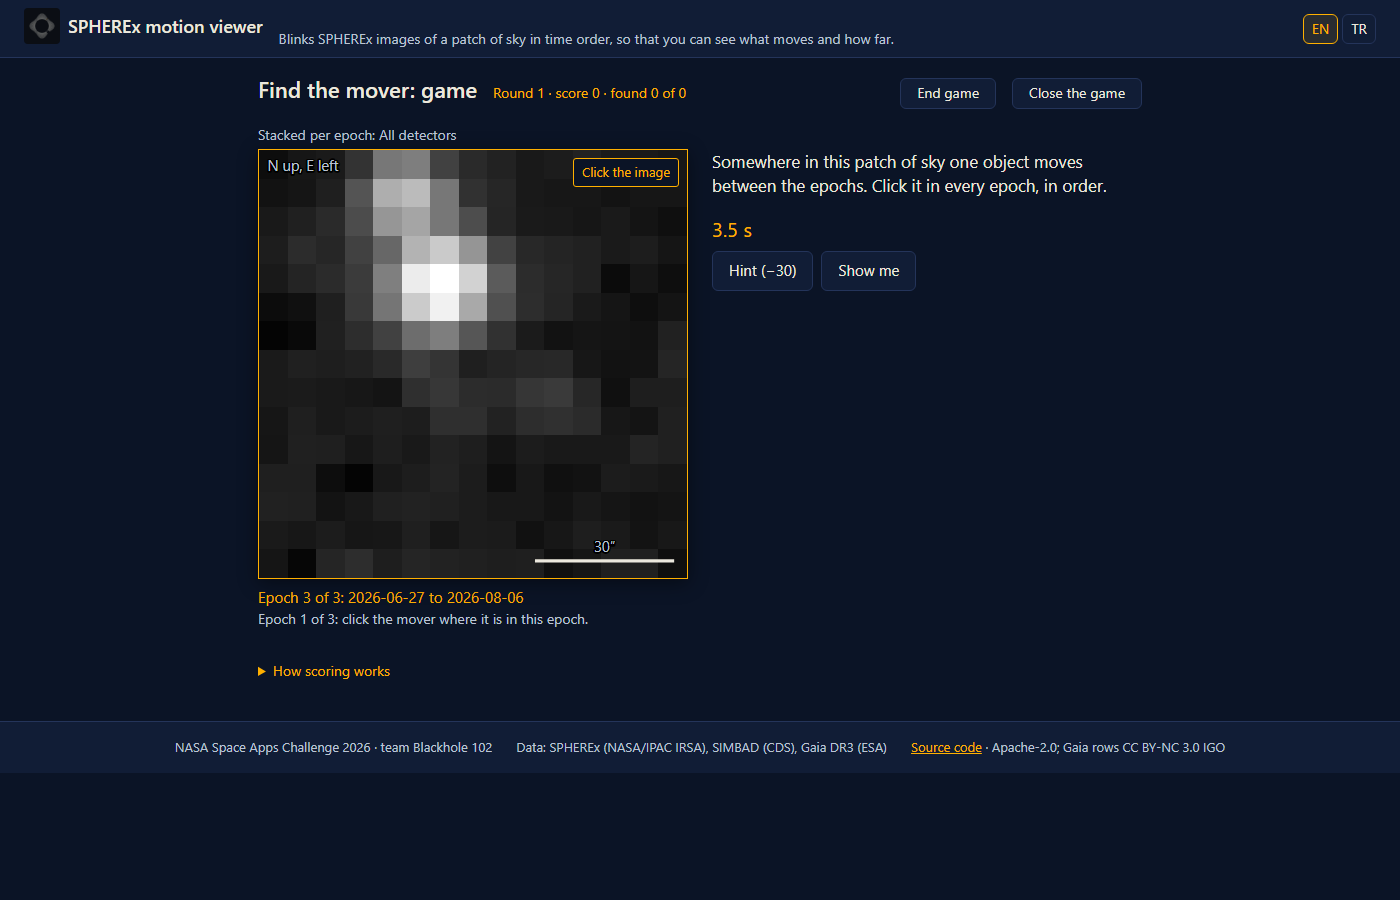 SPHEREx motion viewer
Blinks SPHEREx images of a patch of sky in time order, so that you can see what moves and how far.
EN
TR
Find the mover: game
Round 1 · score 0 · found 0 of 0
End game
Close the game
Stacked per epoch: All detectors
N up, E left
Click the image
30″
Somewhere in this patch of sky one object moves
between the epochs. Click it in every epoch, in order.
3.5 s
Hint (−30)
Show me
Epoch 3 of 3: 2026-06-27 to 2026-08-06
Epoch 1 of 3: click the mover where it is in this epoch.
How scoring works
NASA Space Apps Challenge 2026 · team Blackhole 102
Data: SPHEREx (NASA/IPAC IRSA), SIMBAD (CDS), Gaia DR3 (ESA)
Source code · Apache-2.0; Gaia rows CC BY-NC 3.0 IGO